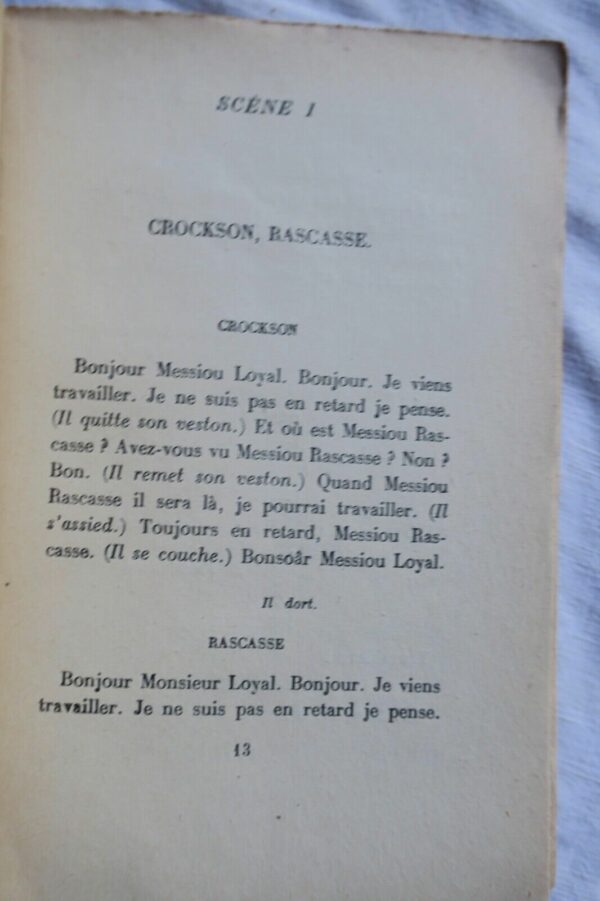 SCÈNE I
CROCKSON, RASCASSE.
CROCKSON
Bonjour Messiou Loyal. Bonjour. Je viens
travailler. Je ne suis pas en retard je pense.
(Il quitte son veston.) Et où est Messiou Ras-
casse ? Avez-vous vu Messiou Rascasse ? Non ?
Bon. (Il remet son veston.) Quand Messiou
Rascasse il sera là, je pourrai travailler. (Il
s'assied.) Toujours en retard, Messiou Ras-
casse. (Il se couche.) Bonsoâr Messiou Loyal.
Il dort.
RASCASSE
Bonjour Monsieur Loyal. Bonjour. Je viens
travailler. Je ne suis pas en retard je pense.
13